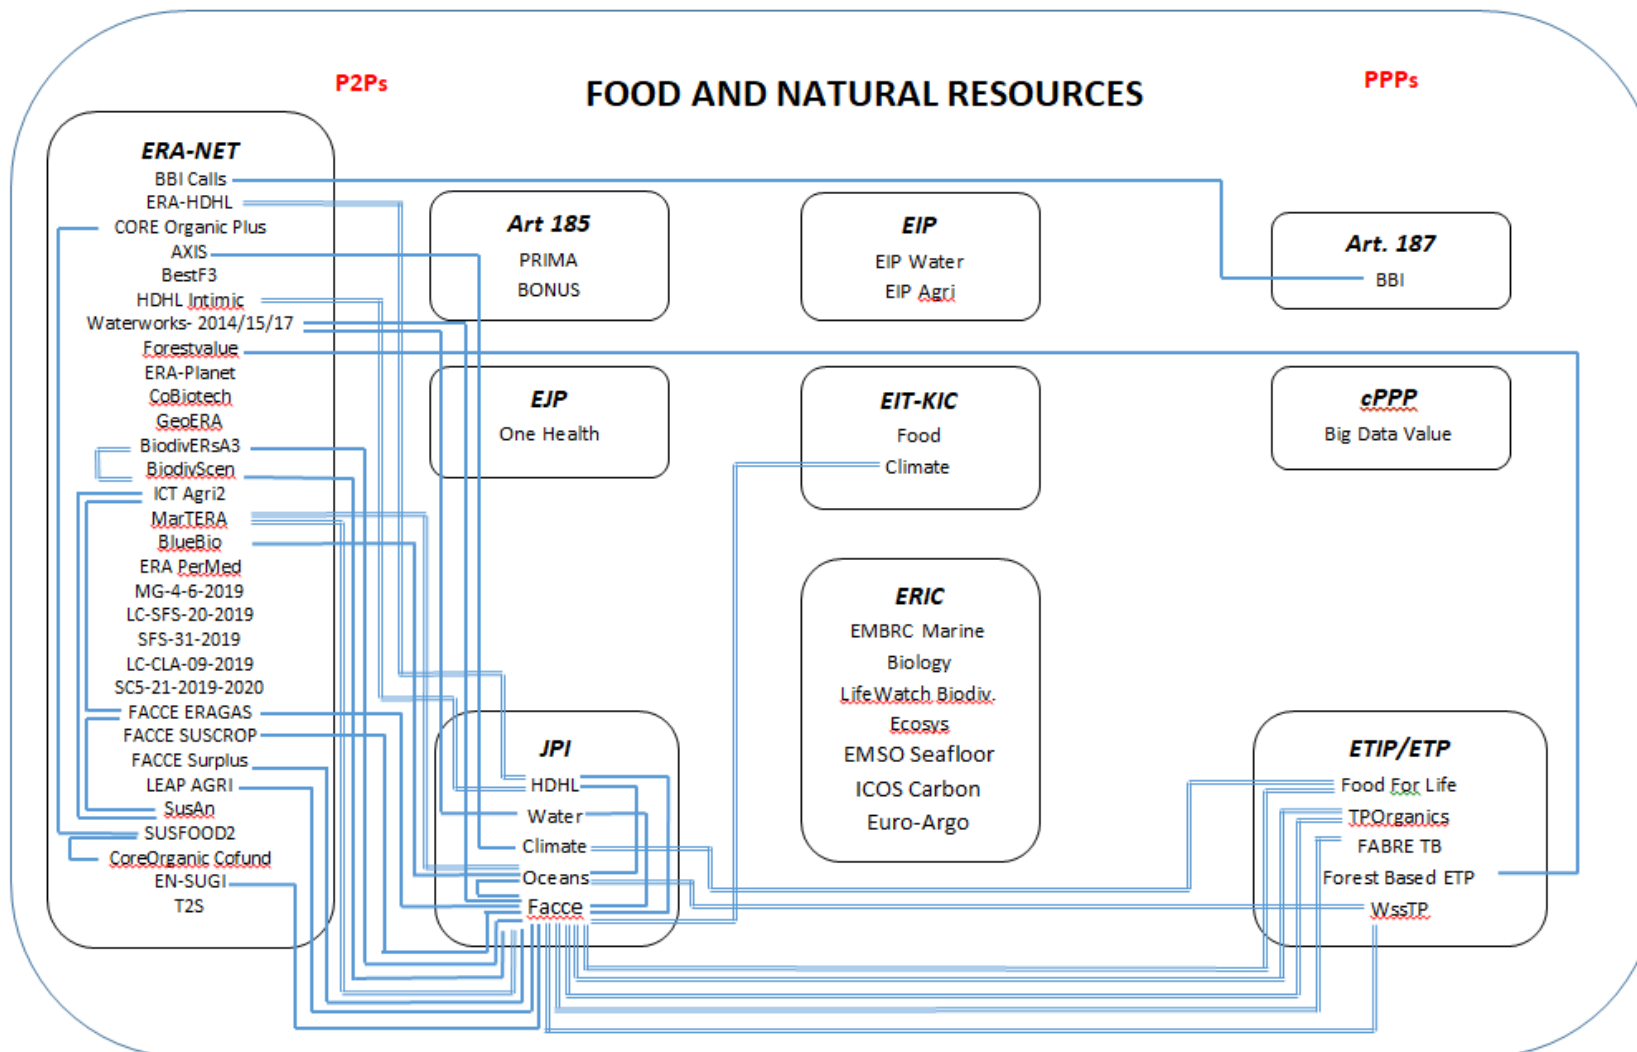 P2Ps
FOOD AND NATURAL RESOURCES
PPPs
ERA-NET
BBI Calls
ERA-HDHL
CORE Organic Plus
AXIS
BestF3
HDHL Intimic
Waterworks- 2014/15/17
Forestvalue
ERA-Planet
CoBiotech
GeoERA
BiodivERsA3
BiodivScen
ICT Agri2
MarTERA
BlueBio
ERA PerMed
MG-4-6-2019
LC-SFS-20-2019
SFS-31-2019
LC-CLA-09-2019
SC5-21-2019-2020
FACCE ERAGAS
FACCE SUSCROP
FACCE Surplus
LEAP AGRI
SusAn
SUSFOOD2
CoreOrganic Cofund
EN-SUGI
T2S
Art 185
PRIMA
BONUS
EJP
One Health
JPI
HDHL
Water
Climate
Oceans
Facce
EIP
EIP Water
EIP Agri
EIT-KIC
Food
Climate
ERIC
EMBRC Marine
Biology
LifeWatch Biodiv.
Ecosys
EMSO Seafloor
ICOS Carbon
Euro-Argo
Art. 187
BBI
cPPP
Big Data Value
ETIP/ETP
Food For Life
TPOrganics
FABRE TB
Forest Based ETP
WssTP